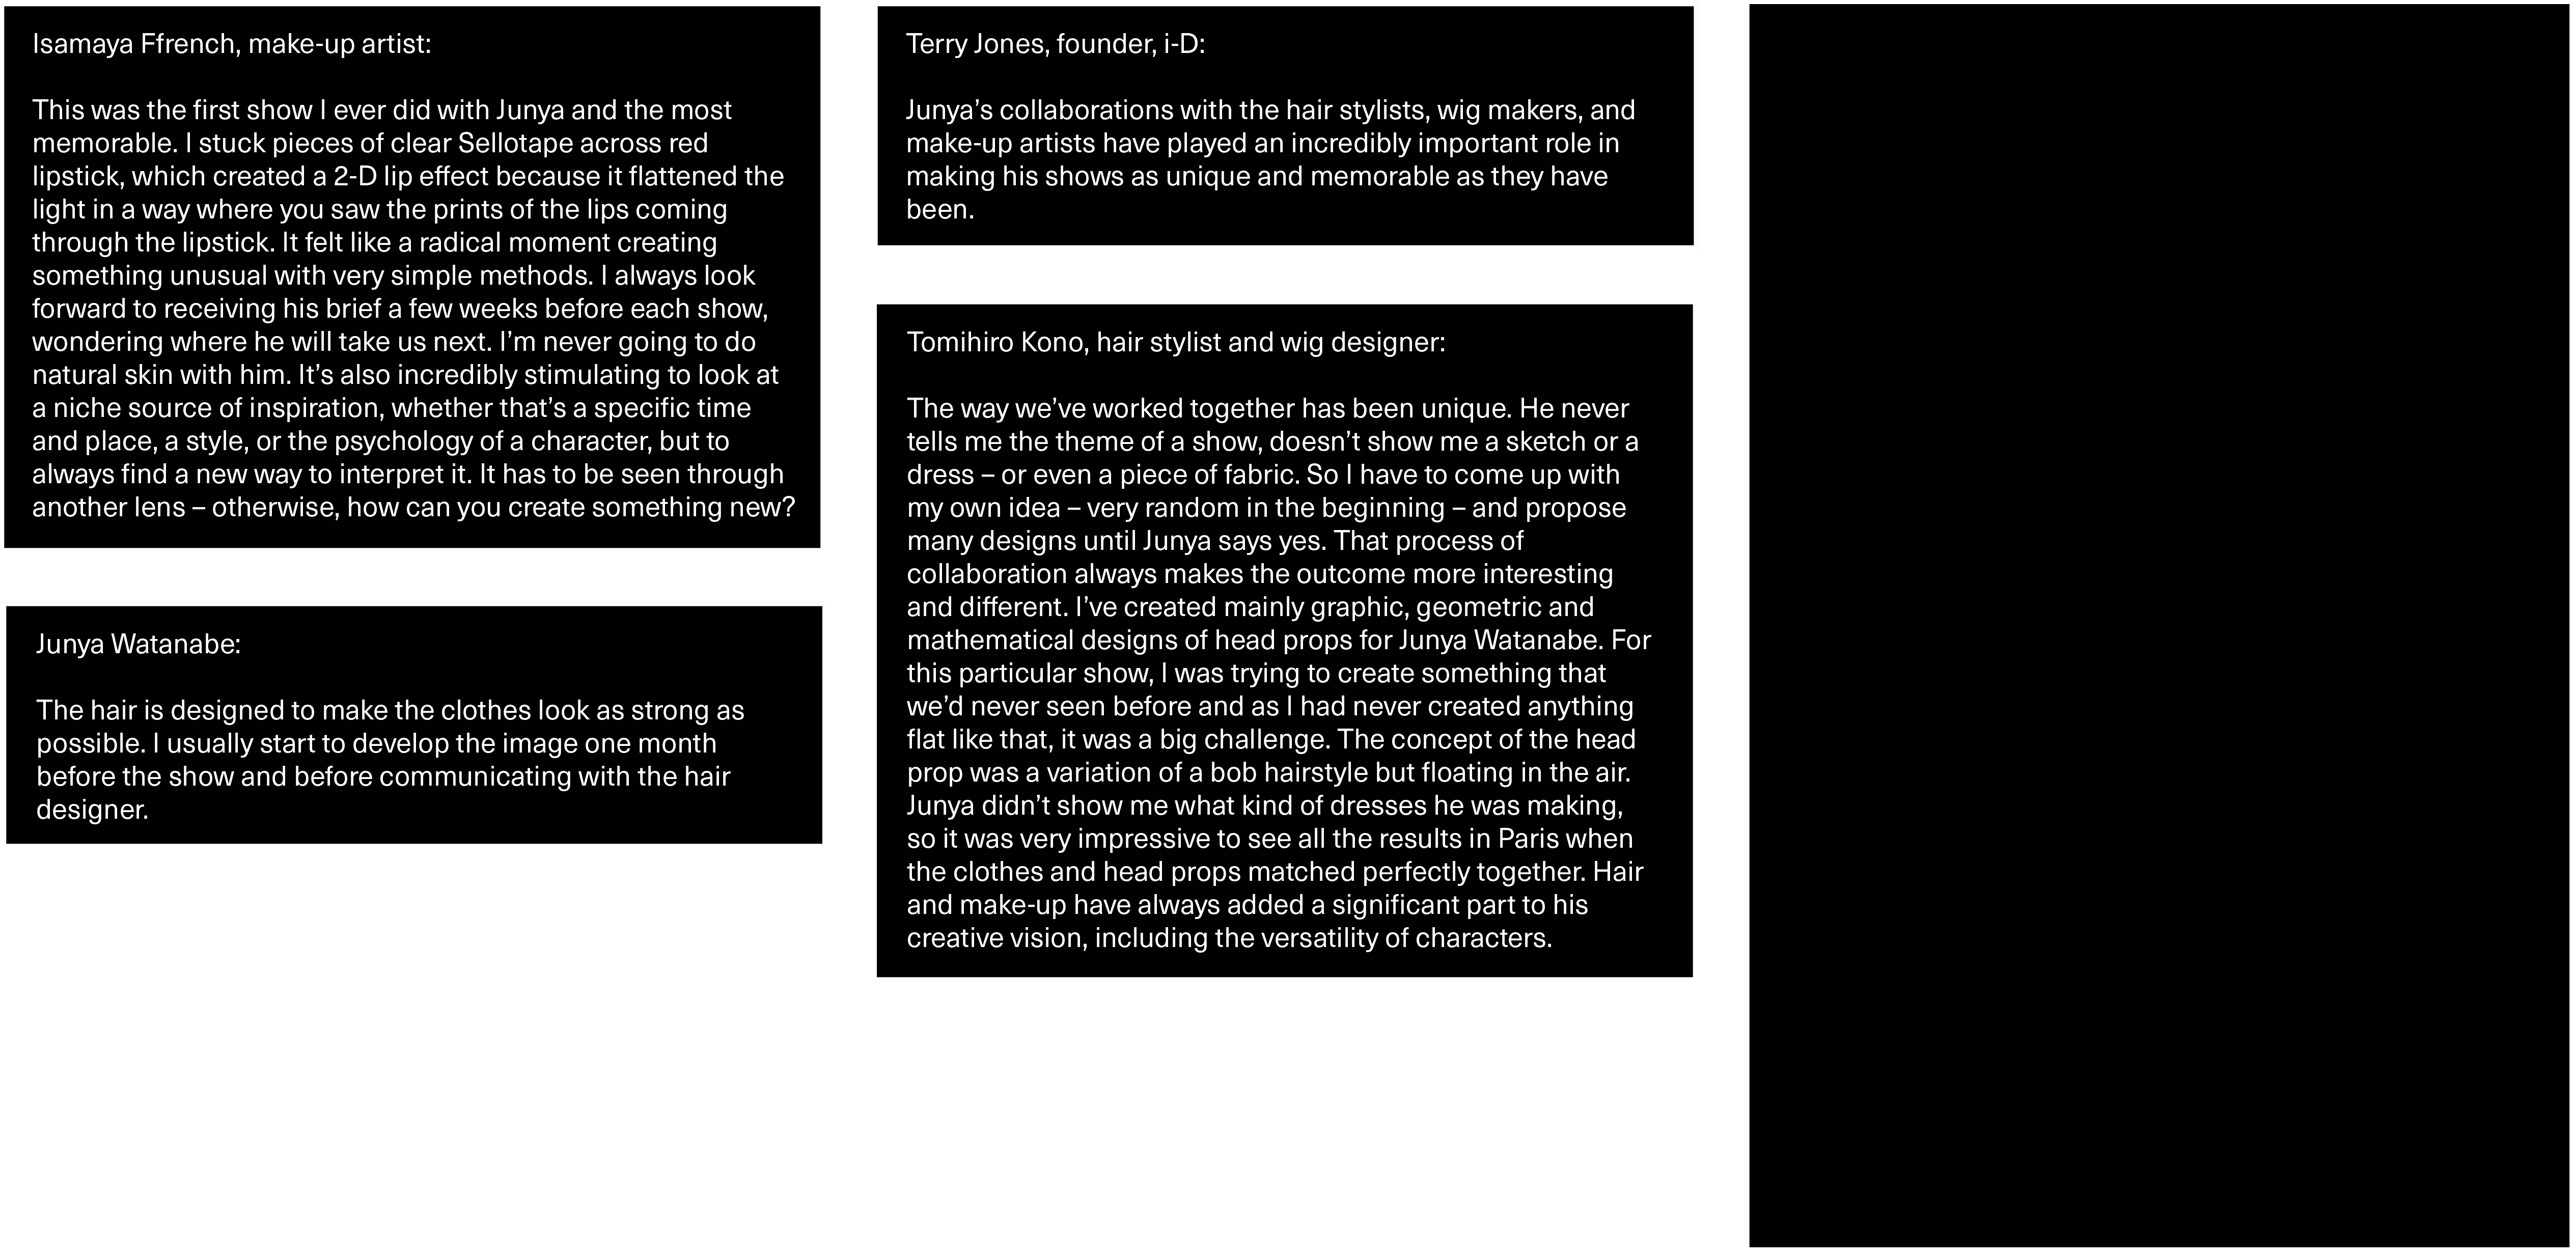 Isamaya Ffrench, make-up artist:
This was the first show I ever did with Junya and the most
memorable. I stuck pieces of clear Sellotape across red
lipstick, which created a 2-D lip effect because it flattened the
light in a way where you saw the prints of the lips coming
through the lipstick. It felt like a radical moment creating
something unusual with very simple methods. I always look
forward to receiving his brief a few weeks before each show,
wondering where he will take us next. I’m never going to do
natural skin with him. It’s also incredibly stimulating to look at
a niche source of inspiration, whether that’s a specific time
and place, a style, or the psychology of a character, but to
always find a new way to interpret it. It has to be seen through
another lens – otherwise, how can you create something new?
Junya Watanabe:
The hair is designed to make the clothes look as strong as
possible. I usually start to develop the image one month
before the show and before communicating with the hair
designer.
Terry Jones, founder, i-D:
Junya’s collaborations with the hair stylists, wig makers, and
make-up artists have played an incredibly important role in
making his shows as unique and memorable as they have
been.
Tomihiro Kono, hair stylist and wig designer:
The way we’ve worked together has been unique. He never
tells me the theme of a show, doesn’t show me a sketch or a
dress – or even a piece of fabric. So I have to come up with
my own idea – very random in the beginning – and propose
many designs until Junya says yes. That process of
collaboration always makes the outcome more interesting
and different. I’ve created mainly graphic, geometric and
mathematical designs of head props for Junya Watanabe. For
this particular show, I was trying to create something that
we’d never seen before and as I had never created anything
flat like that, it was a big challenge. The concept of the head
prop was a variation of a bob hairstyle but floating in the air.
Junya didn’t show me what kind of dresses he was making,
so it was very impressive to see all the results in Paris when
the clothes and head props matched perfectly together. Hair
and make-up have always added a significant part to his
creative vision, including the versatility of characters.